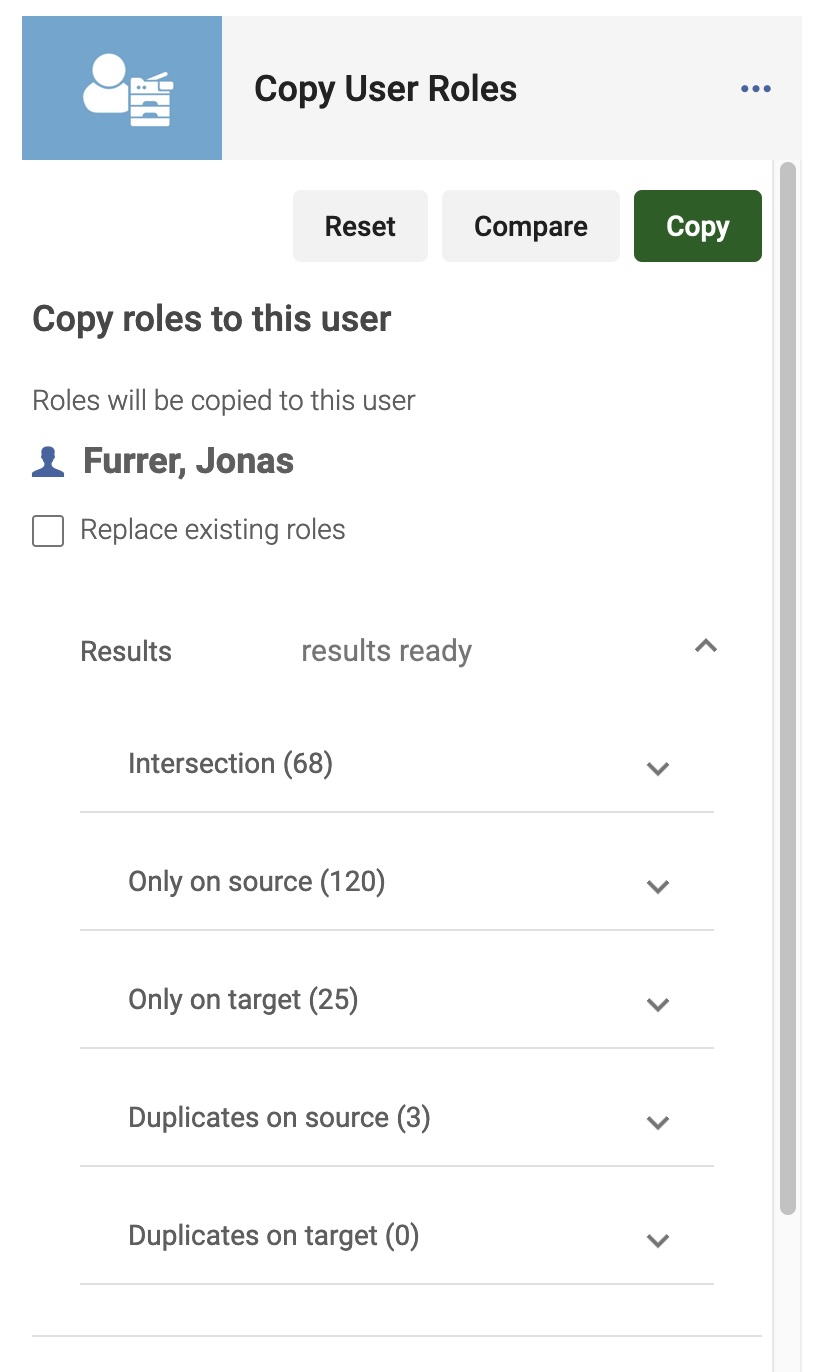 Copy User Roles
Reset Compare Copy
Copy roles to this user
Roles will be copied to this user
Furrer, Jonas
Replace existing roles
Results results ready
Intersection (68)
Only on source (120)
Only on target (25)
Duplicates on source (3)
Duplicates on target (0)